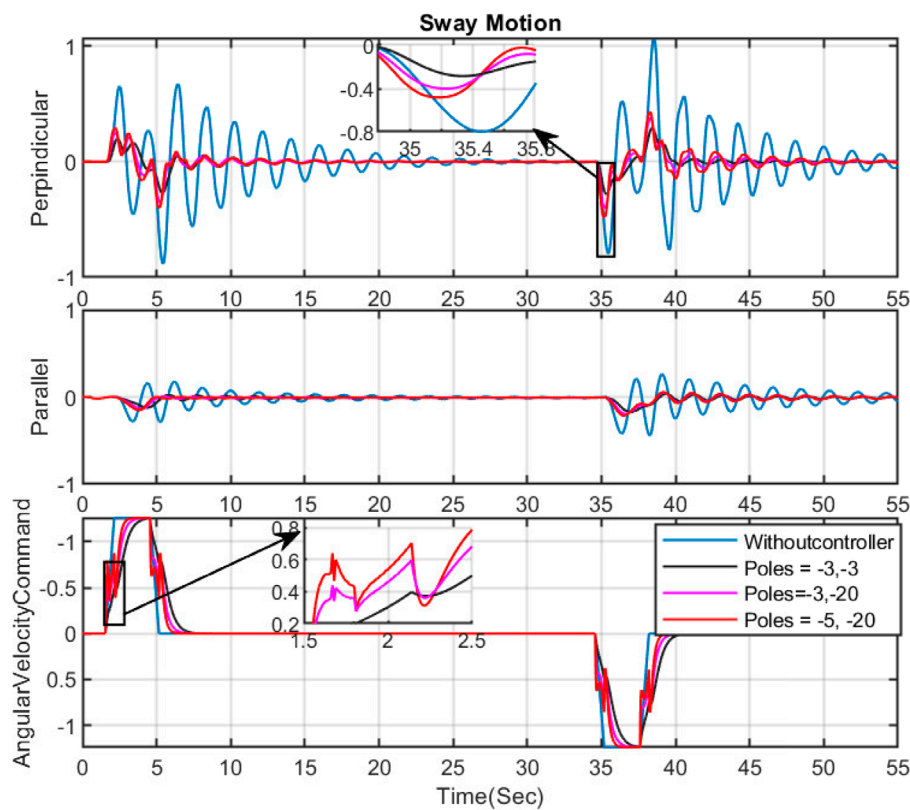 Sway Motion
Perpindicular
1
0
-1
0
-0.4
-0.8
35
35.4
35.8
0 5 10 15 20 25 30 35 40 45 50 55
Parallel
1
0
-1
0 5 10 15 20 25 30 35 40 45 50 55
AngularVelocityCommand
-1
-0.5
0
0.5
-1
0.8
0.6
0.4
0.2
1.5
2
2.5
Withoutcontroller
Poles = -3,-3
Poles=-3,-20
Poles = -5, -20
0 5 10 15 20 25 30 35 40 45 50 55
Time(Sec)